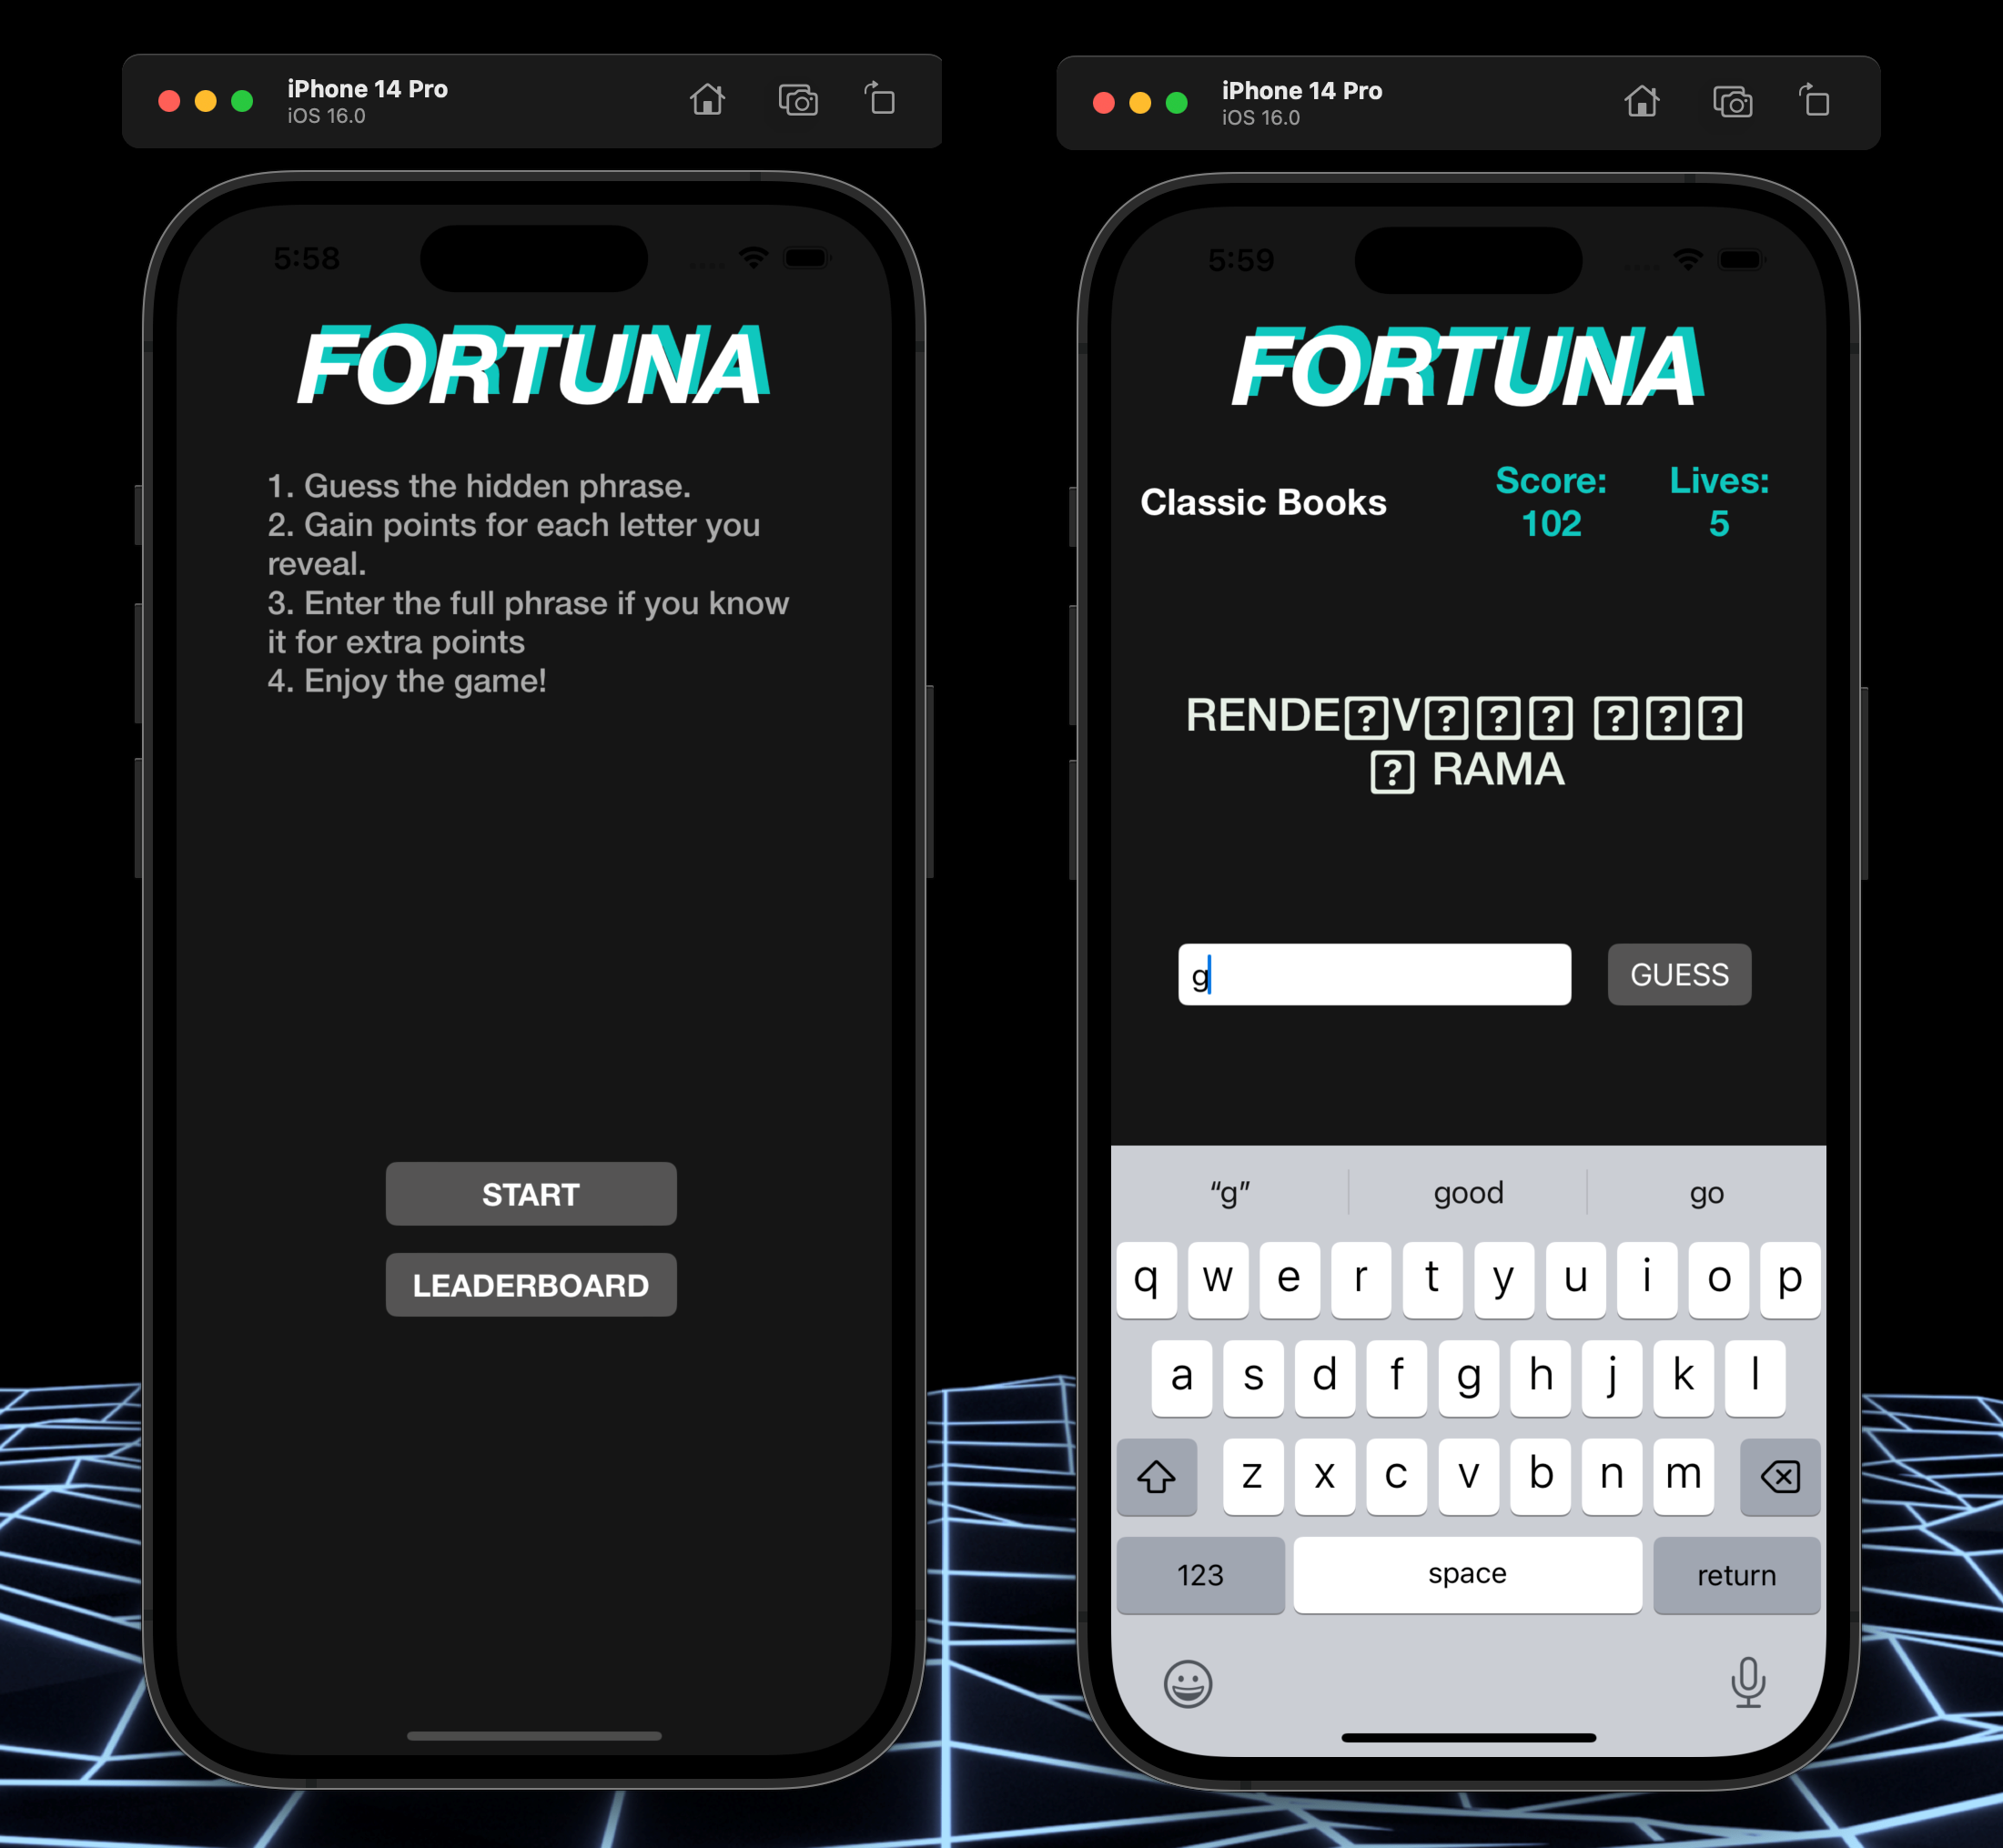 iPhone 14 Pro
iOS 16.0
5:58
FORTUNA
1. Guess the hidden phrase.
2. Gain points for each letter you
reveal.
3. Enter the full phrase if you know
it for extra points
4. Enjoy the game!
START
LEADERBOARD
iPhone 14 Pro
iOS 16.0
5:59
FORTUNA
Classic Books
Score:
102
Lives:
5
RENDE⍰V⍰⍰⍰ ⍰⍰⍰
⍰ RAMA
g
GUESS
“g” good go
q w e r t y u i o p
a s d f g h j k l
z x c v b n m
123 space return